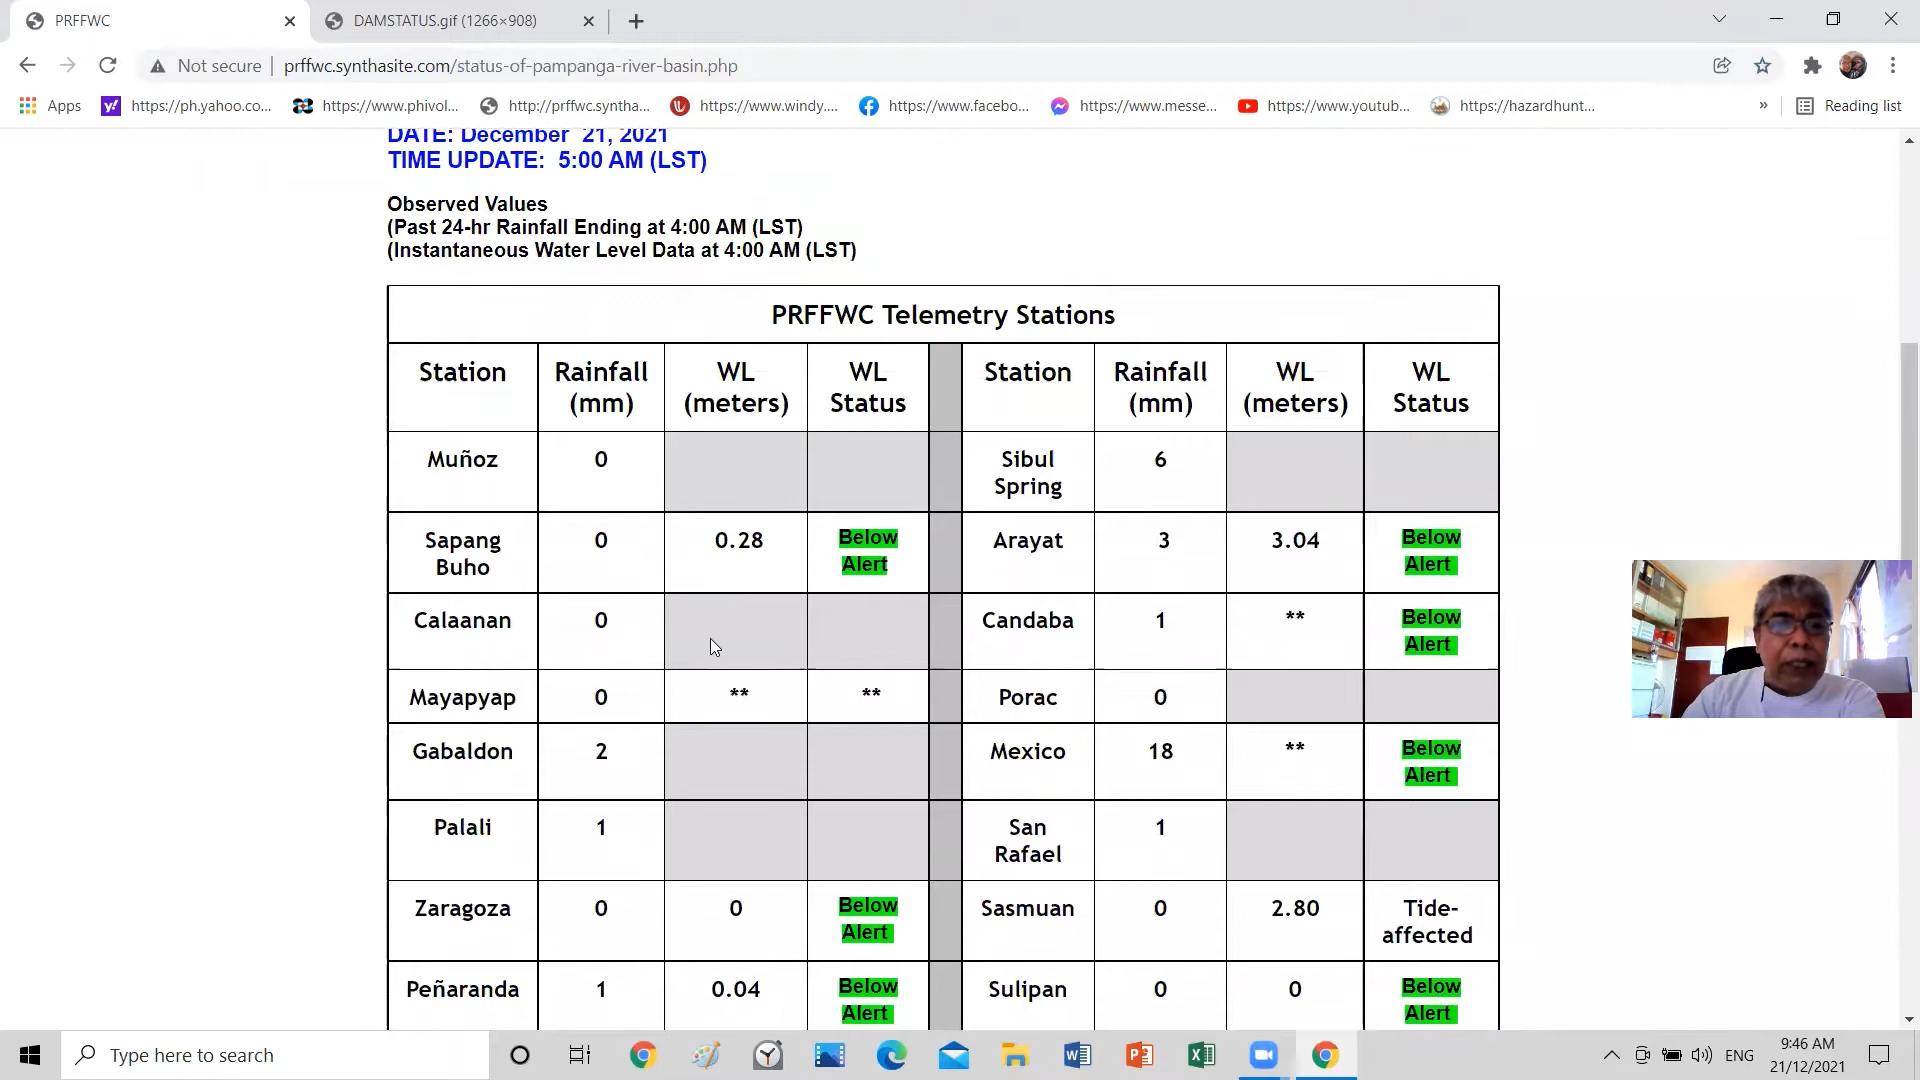 PRFFWC
DAMSTATUS.gif (1266×908)
Not secure
prffwc.synthasite.com/status-of-pampanga-river-basin.php
Apps
https://ph.yahoo.co...
https://www.phivol...
http://prffwc.syntha...
https://www.windy....
https://www.facebo...
https://www.messe...
https://www.youtub...
https://hazardhunt...
»
Reading list
DATE: December 21, 2021
TIME UPDATE: 5:00 AM (LST)
Observed Values
(Past 24-hr Rainfall Ending at 4:00 AM (LST)
(Instantaneous Water Level Data at 4:00 AM (LST)
PRFFWC Telemetry Stations
Station Rainfall (mm) WL (meters) WL Status Station Rainfall (mm) WL (meters) WL Status
Muñoz 0 Sibul Spring 6
Sapang Buho 0 0.28 Below Alert Arayat 3 3.04 Below Alert
Calaanan 0 Candaba 1 ** Below Alert
Mayapyap 0 ** ** Porac 0
Gabaldon 2 Mexico 18 ** Below Alert
Palali 1 San Rafael 1
Zaragoza 0 0 Below Alert Sasmuan 0 2.80 Tide-affected
Peñaranda 1 0.04 Below Alert Sulipan 0 0 Below Alert
Type here to search
ENG
9:46 AM
21/12/2021